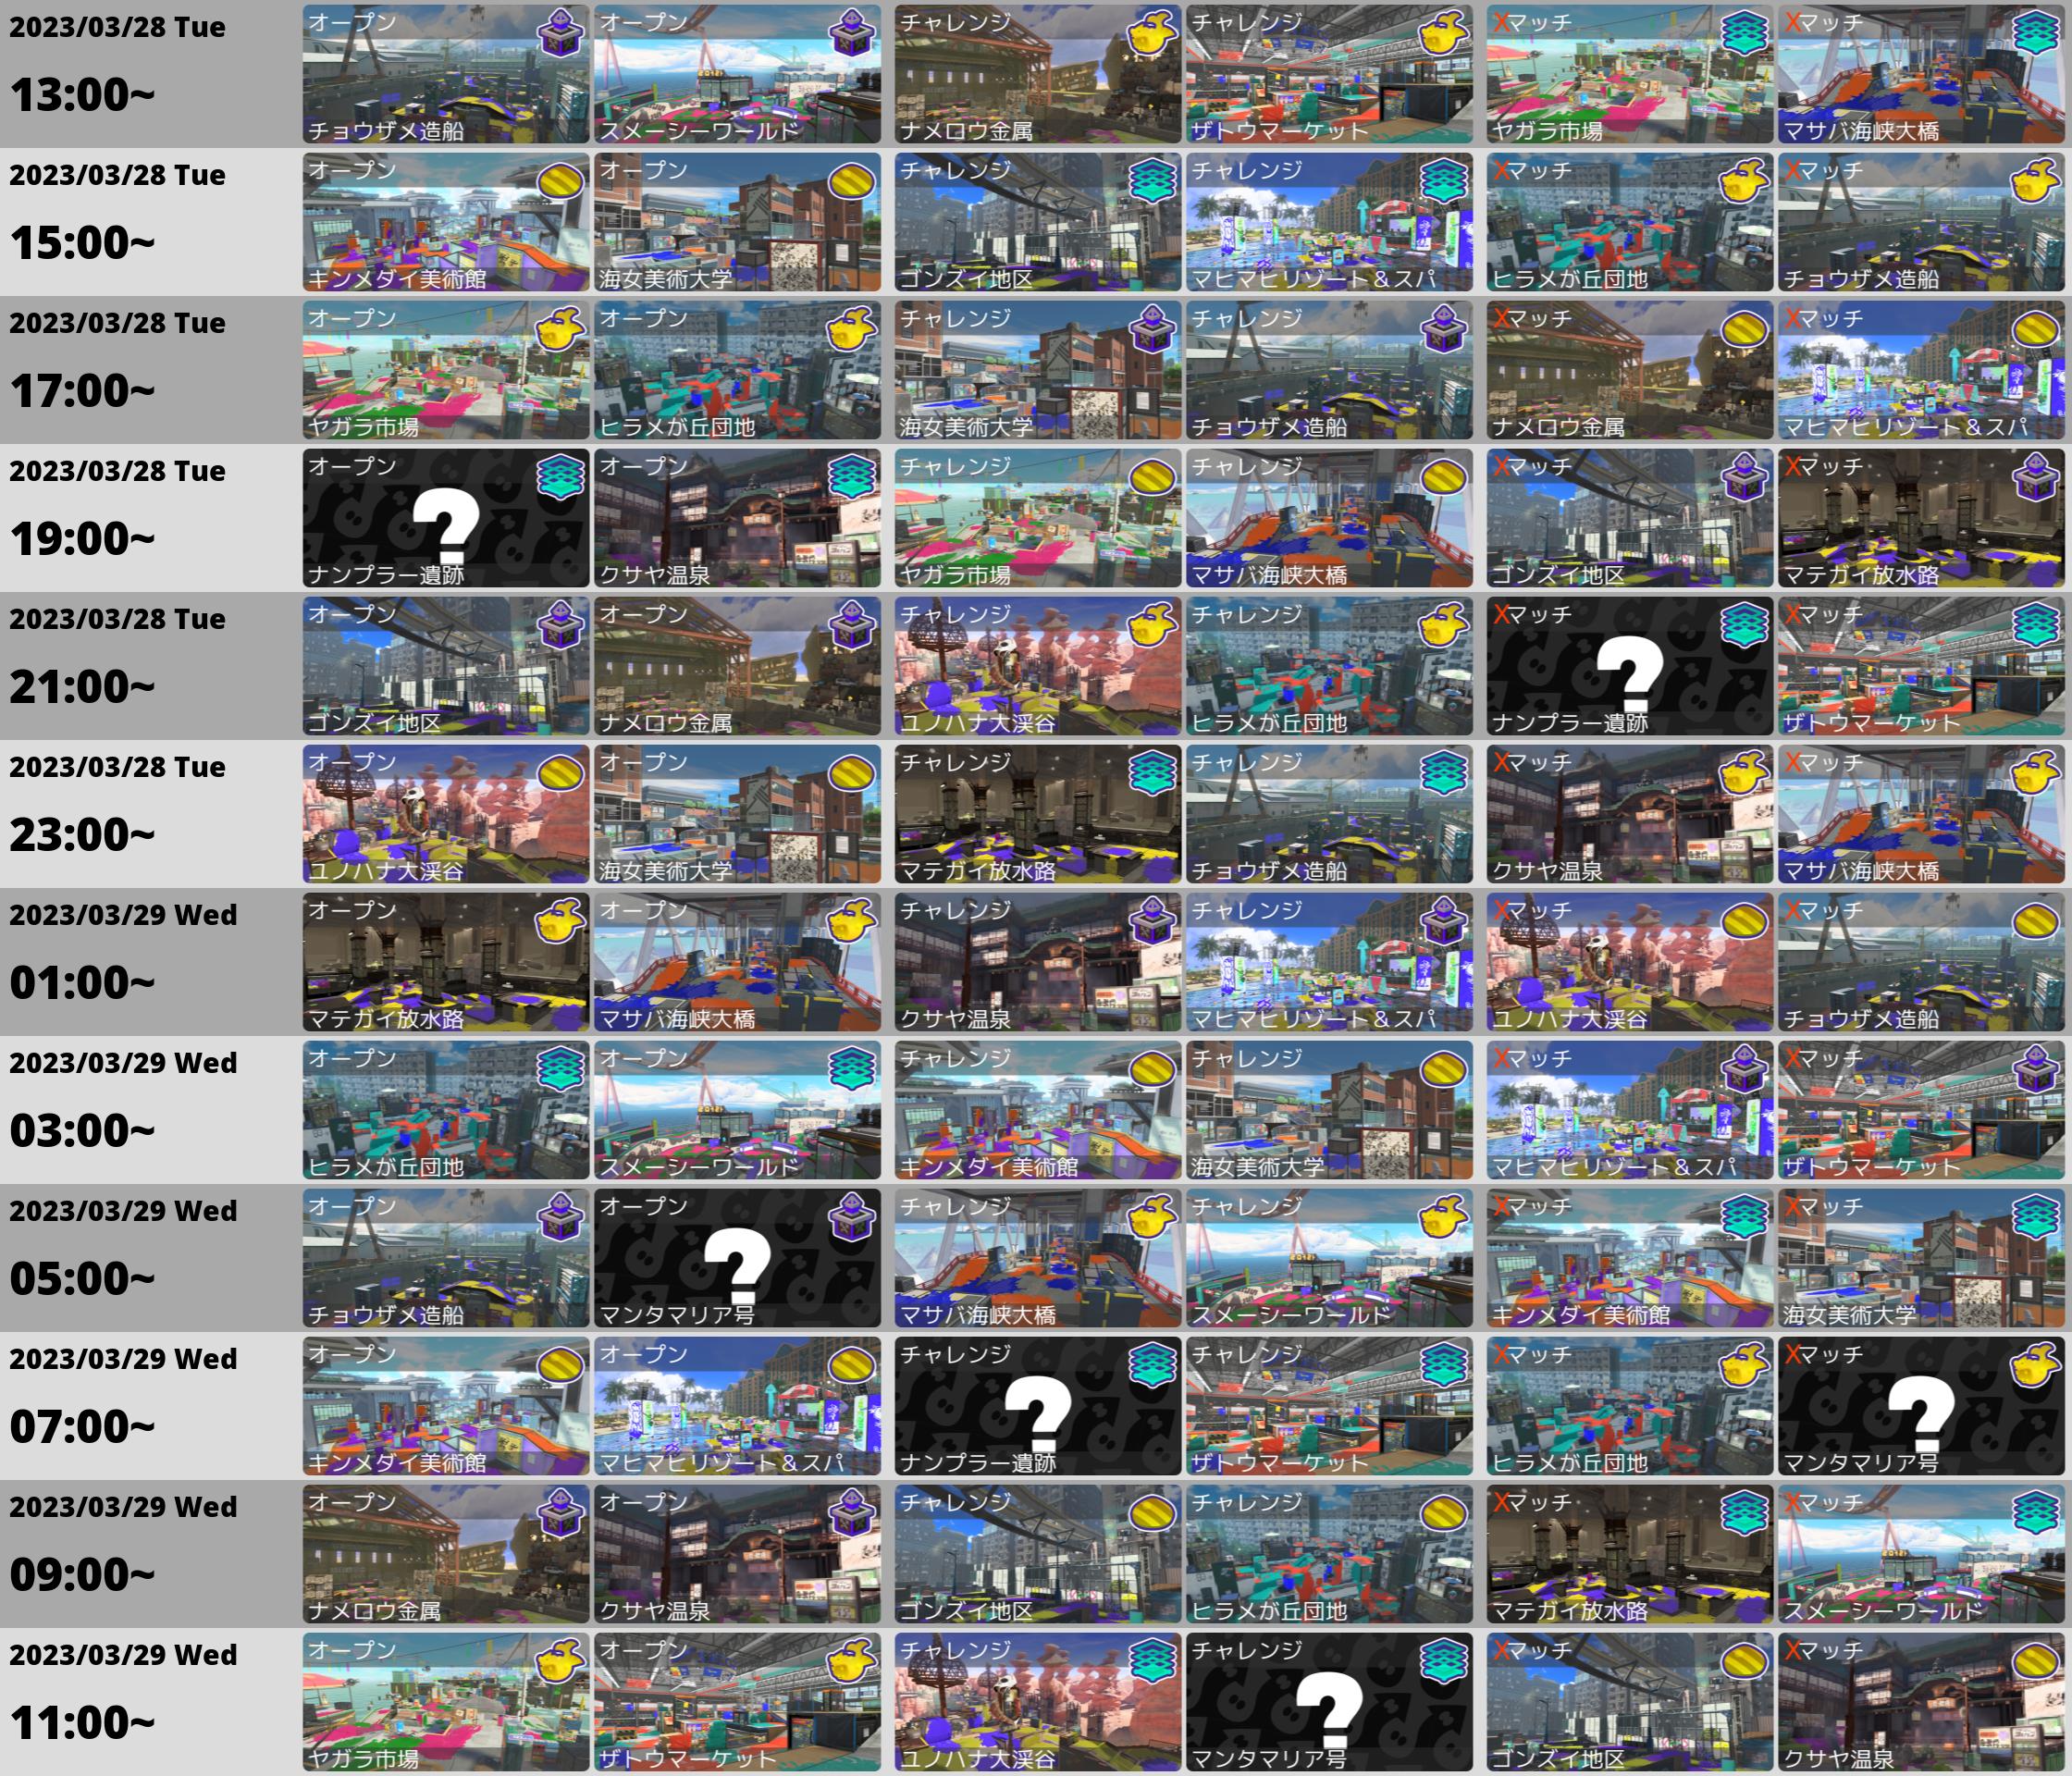 2023/03/28 Tue
13:00~
オープン
チョウザメ造船
オープン
スメーシーワールド
チャレンジ
ナメロウ金属
チャレンジ
ザトウマーケット
Xマッチ
ヤガラ市場
Xマッチ
マサバ海峡大橋
2023/03/28 Tue
15:00~
オープン
キンメダイ美術館
オープン
海女美術大学
チャレンジ
ゴンズイ地区
チャレンジ
マヒマヒリゾート＆スパ
Xマッチ
ヒラメが丘団地
Xマッチ
チョウザメ造船
2023/03/28 Tue
17:00~
オープン
ヤガラ市場
オープン
ヒラメが丘団地
チャレンジ
海女美術大学
チャレンジ
チョウザメ造船
Xマッチ
ナメロウ金属
Xマッチ
マヒマヒリゾート＆スパ
2023/03/28 Tue
19:00~
オープン
?
ナンプラー遺跡
オープン
クサヤ温泉
チャレンジ
ヤガラ市場
チャレンジ
マサバ海峡大橋
Xマッチ
ゴンズイ地区
Xマッチ
マテガイ放水路
2023/03/28 Tue
21:00~
オープン
ゴンズイ地区
オープン
ナメロウ金属
チャレンジ
ユノハナ大渓谷
チャレンジ
ヒラメが丘団地
Xマッチ
?
ナンプラー遺跡
Xマッチ
ザトウマーケット
2023/03/28 Tue
23:00~
オープン
ユノハナ大渓谷
オープン
海女美術大学
チャレンジ
マテガイ放水路
チャレンジ
チョウザメ造船
Xマッチ
クサヤ温泉
Xマッチ
マサバ海峡大橋
2023/03/29 Wed
01:00~
オープン
マテガイ放水路
オープン
マサバ海峡大橋
チャレンジ
クサヤ温泉
チャレンジ
マヒマヒリゾート＆スパ
Xマッチ
ユノハナ大渓谷
Xマッチ
チョウザメ造船
2023/03/29 Wed
03:00~
オープン
ヒラメが丘団地
オープン
スメーシーワールド
チャレンジ
キンメダイ美術館
チャレンジ
海女美術大学
Xマッチ
マヒマヒリゾート＆スパ
Xマッチ
ザトウマーケット
2023/03/29 Wed
05:00~
オープン
チョウザメ造船
オープン
?
マンタマリア号
チャレンジ
マサバ海峡大橋
チャレンジ
スメーシーワールド
Xマッチ
キンメダイ美術館
Xマッチ
海女美術大学
2023/03/29 Wed
07:00~
オープン
キンメダイ美術館
オープン
マヒマヒリゾート＆スパ
チャレンジ
?
ナンプラー遺跡
チャレンジ
ザトウマーケット
Xマッチ
ヒラメが丘団地
Xマッチ
?
マンタマリア号
2023/03/29 Wed
09:00~
オープン
ナメロウ金属
オープン
クサヤ温泉
チャレンジ
ゴンズイ地区
チャレンジ
ヒラメが丘団地
Xマッチ
マテガイ放水路
Xマッチ
スメーシーワールド
2023/03/29 Wed
11:00~
オープン
ヤガラ市場
オープン
ザトウマーケット
チャレンジ
ユノハナ大渓谷
チャレンジ
?
マンタマリア号
Xマッチ
ゴンズイ地区
Xマッチ
クサヤ温泉